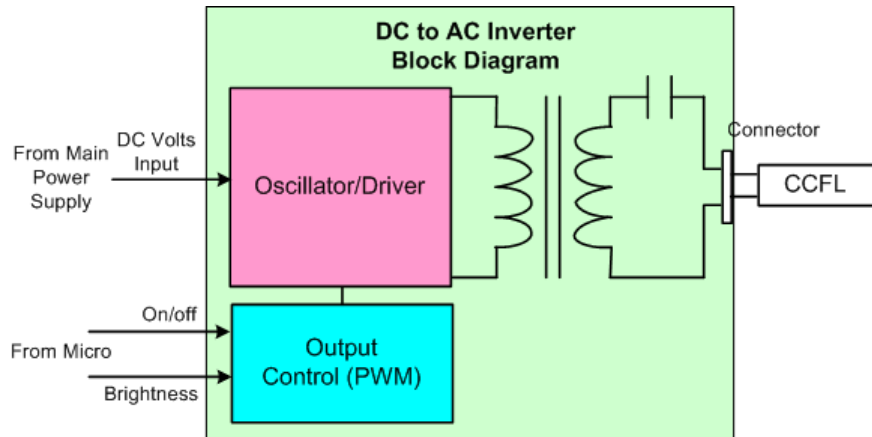 DC to AC Inverter
Block Diagram
DC Volts
Input
From Main
Power
Supply
Oscillator/Driver
Connector
CCFL
On/off
From Micro
Brightness
Output
Control (PWM)